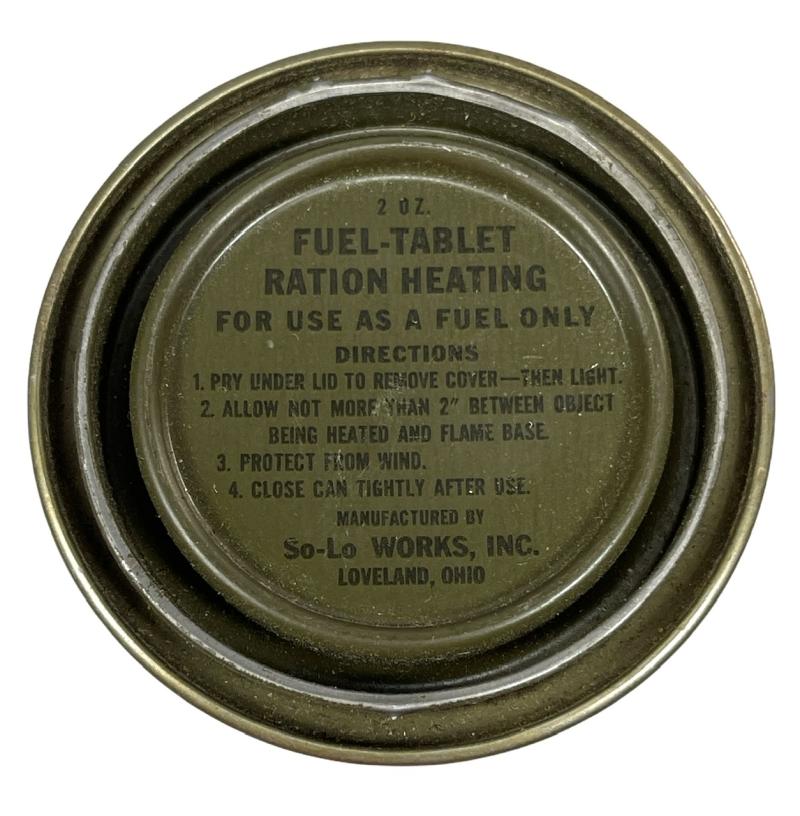 2 OZ.
FUEL-TABLET
RATION HEATING
FOR USE AS A FUEL ONLY
DIRECTIONS
1. PRY UNDER LID TO REMOVE COVER—THEN LIGHT.
2. ALLOW NOT MORE THAN 2" BETWEEN OBJECT
BEING HEATED AND FLAME BASE.
3. PROTECT FROM WIND.
4. CLOSE CAN TIGHTLY AFTER USE.
MANUFACTURED BY
So-Lo WORKS, INC.
LOVELAND, OHIO